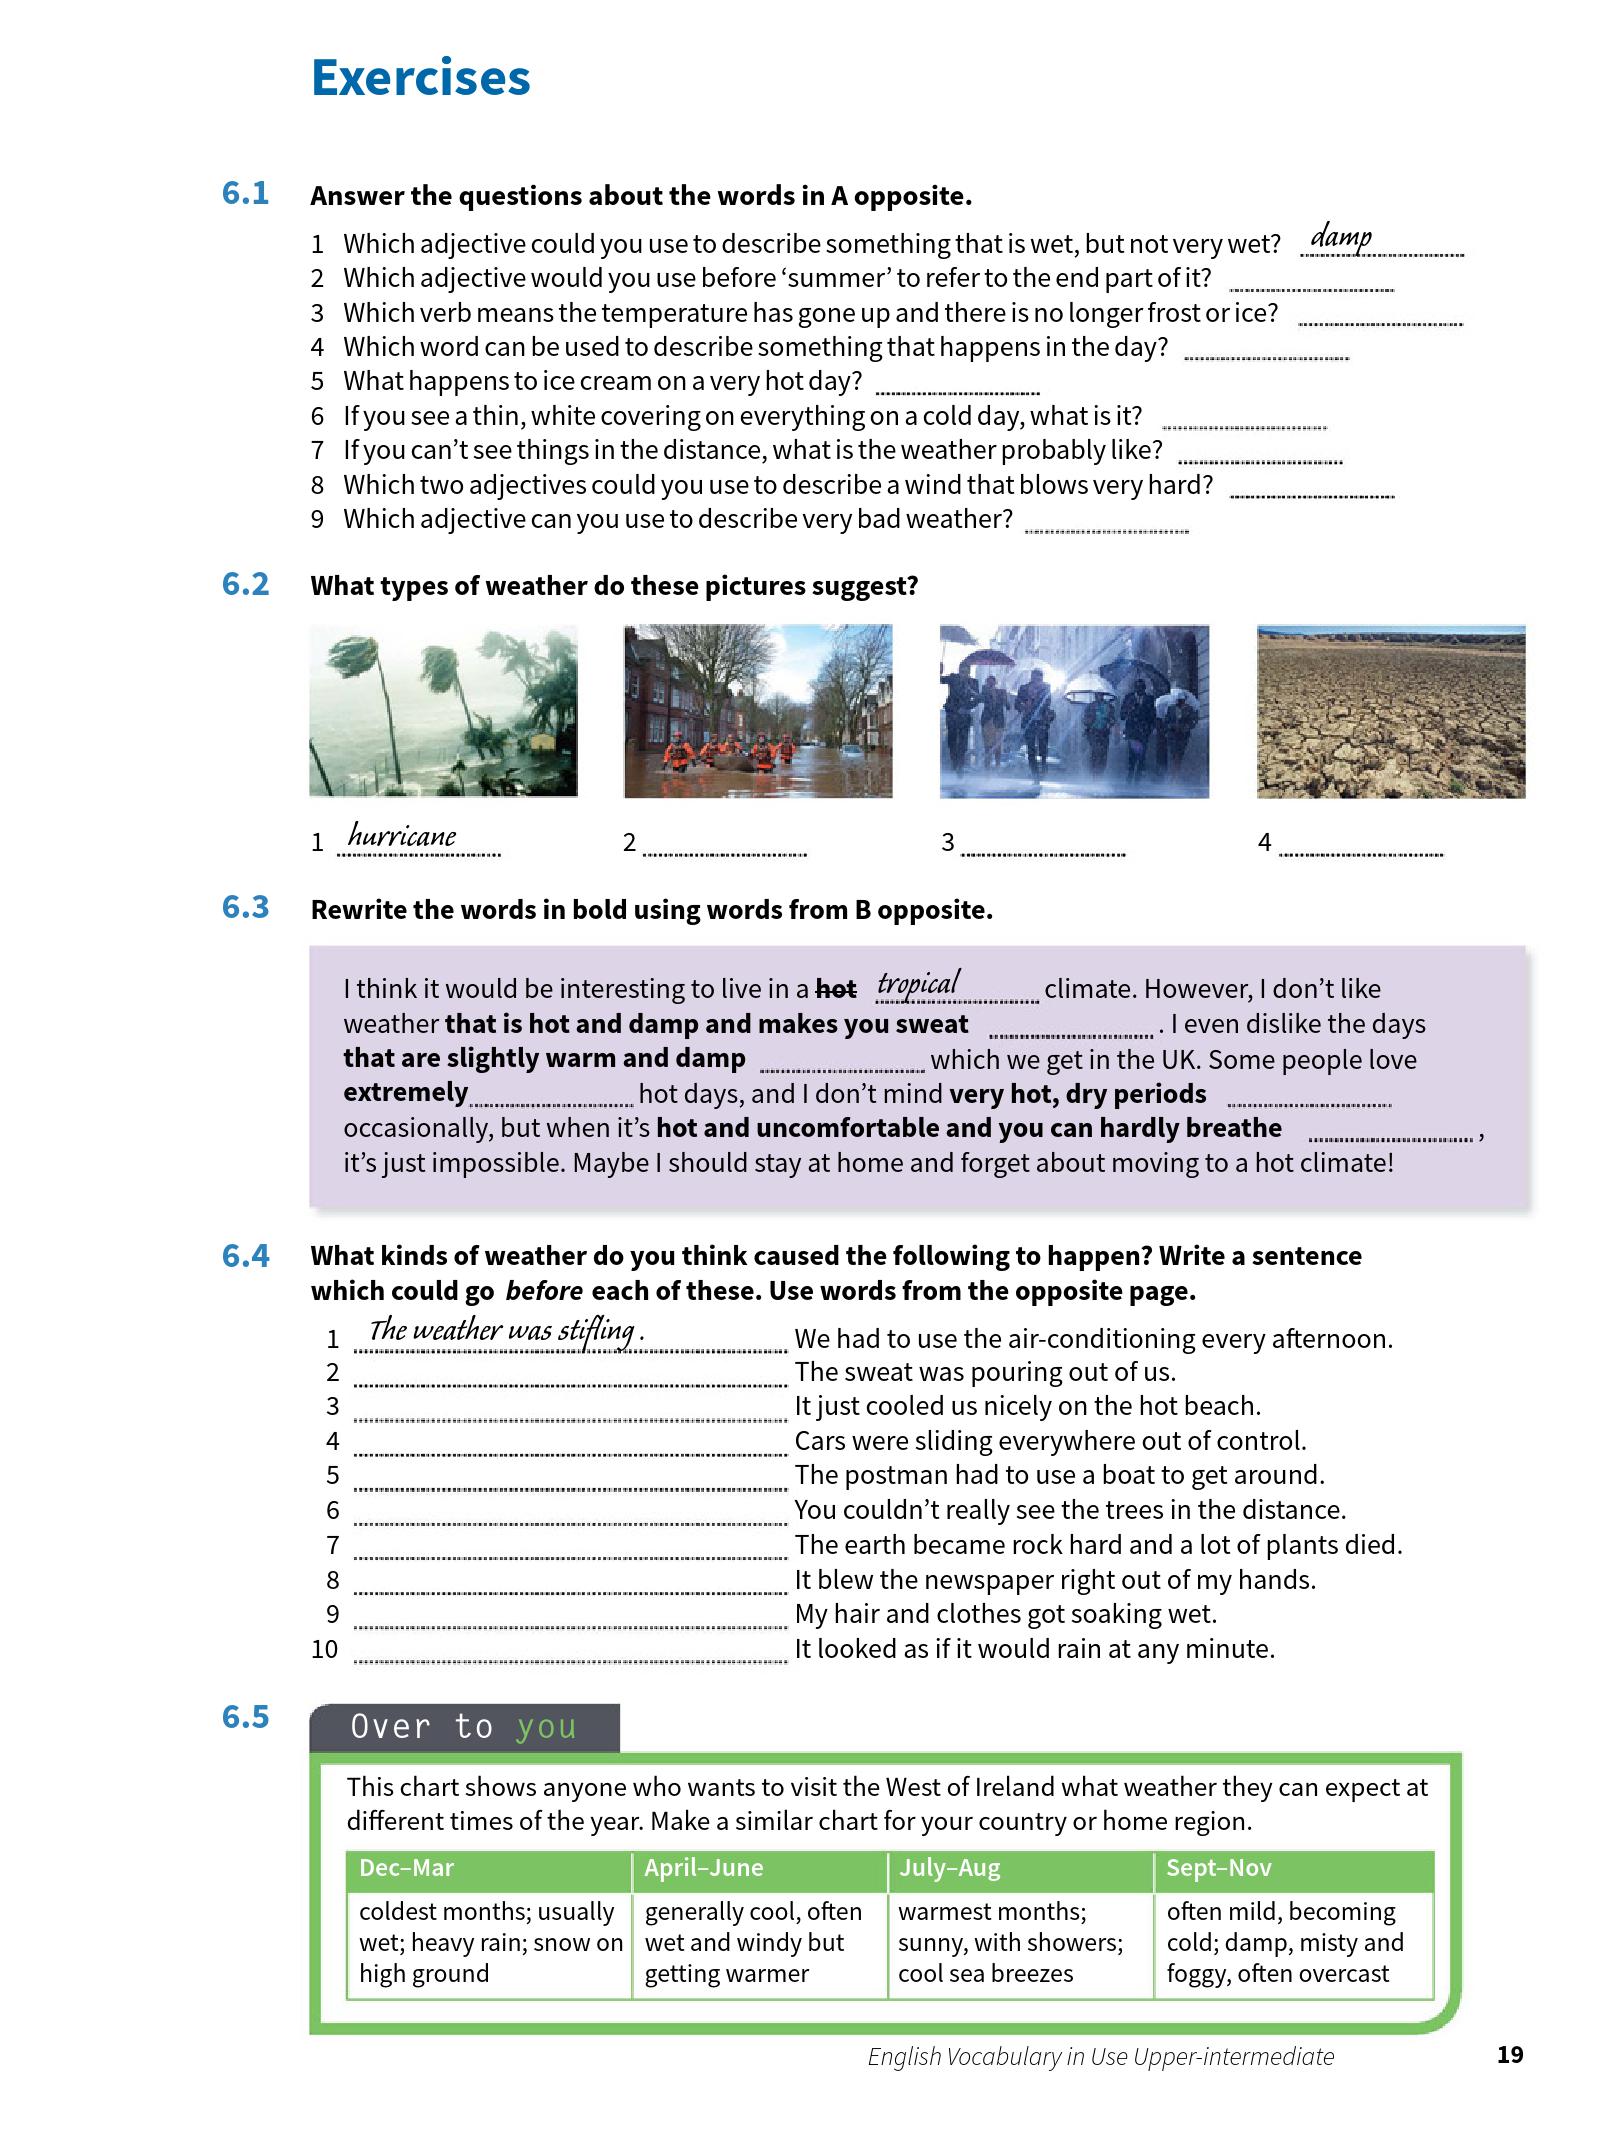 Exercises
6.1 Answer the questions about the words in A opposite.
1 Which adjective could you use to describe something that is wet, but not very wet? damp
2 Which adjective would you use before ‘summer’ to refer to the end part of it?
3 Which verb means the temperature has gone up and there is no longer frost or ice?
4 Which word can be used to describe something that happens in the day?
5 What happens to ice cream on a very hot day?
6 If you see a thin, white covering on everything on a cold day, what is it?
7 If you can’t see things in the distance, what is the weather probably like?
8 Which two adjectives could you use to describe a wind that blows very hard?
9 Which adjective can you use to describe very bad weather?
6.2 What types of weather do these pictures suggest?
1 hurricane 2 3 4
6.3 Rewrite the words in bold using words from B opposite.
I think it would be interesting to live in a hot tropical climate. However, I don’t like
weather that is hot and damp and makes you sweat . I even dislike the days
that are slightly warm and damp which we get in the UK. Some people love
extremely hot days, and I don’t mind very hot, dry periods
occasionally, but when it’s hot and uncomfortable and you can hardly breathe ,
it’s just impossible. Maybe I should stay at home and forget about moving to a hot climate!
6.4 What kinds of weather do you think caused the following to happen? Write a sentence
which could go before each of these. Use words from the opposite page.
1 The weather was stifling. We had to use the air-conditioning every afternoon.
2 The sweat was pouring out of us.
3 It just cooled us nicely on the hot beach.
4 Cars were sliding everywhere out of control.
5 The postman had to use a boat to get around.
6 You couldn’t really see the trees in the distance.
7 The earth became rock hard and a lot of plants died.
8 It blew the newspaper right out of my hands.
9 My hair and clothes got soaking wet.
10 It looked as if it would rain at any minute.
6.5 Over to you
This chart shows anyone who wants to visit the West of Ireland what weather they can expect at
different times of the year. Make a similar chart for your country or home region.
Dec–Mar April–June July–Aug Sept–Nov
coldest months; usually generally cool, often warmest months; often mild, becoming
wet; heavy rain; snow on wet and windy but sunny, with showers; cold; damp, misty and
high ground getting warmer cool sea breezes foggy, often overcast
English Vocabulary in Use Upper-intermediate 19